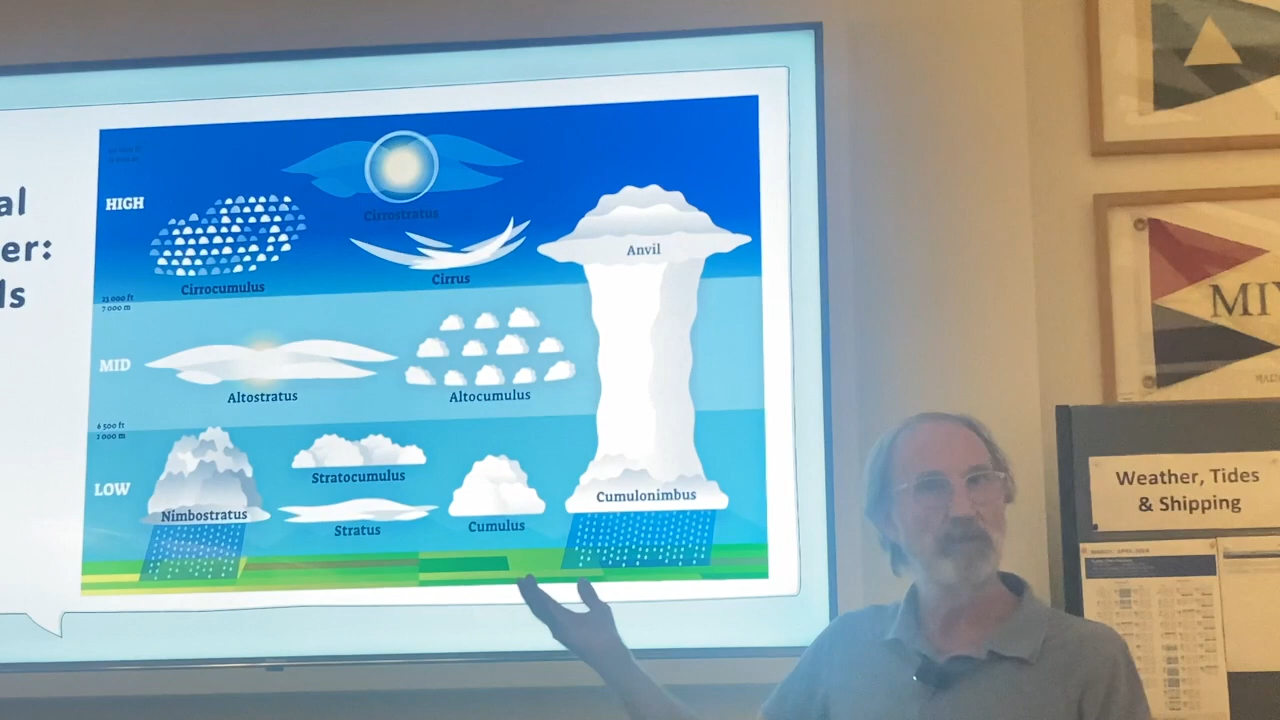 al
er:
ls
HIGH
Cirrostratus
Cirrocumulus
Cirrus
Anvil
23 000 ft
7 000 m
MID
Altostratus
Altocumulus
6 500 ft
2 000 m
LOW
Stratocumulus
Nimbostratus
Stratus
Cumulus
Cumulonimbus
MIY
Weather, Tides
& Shipping